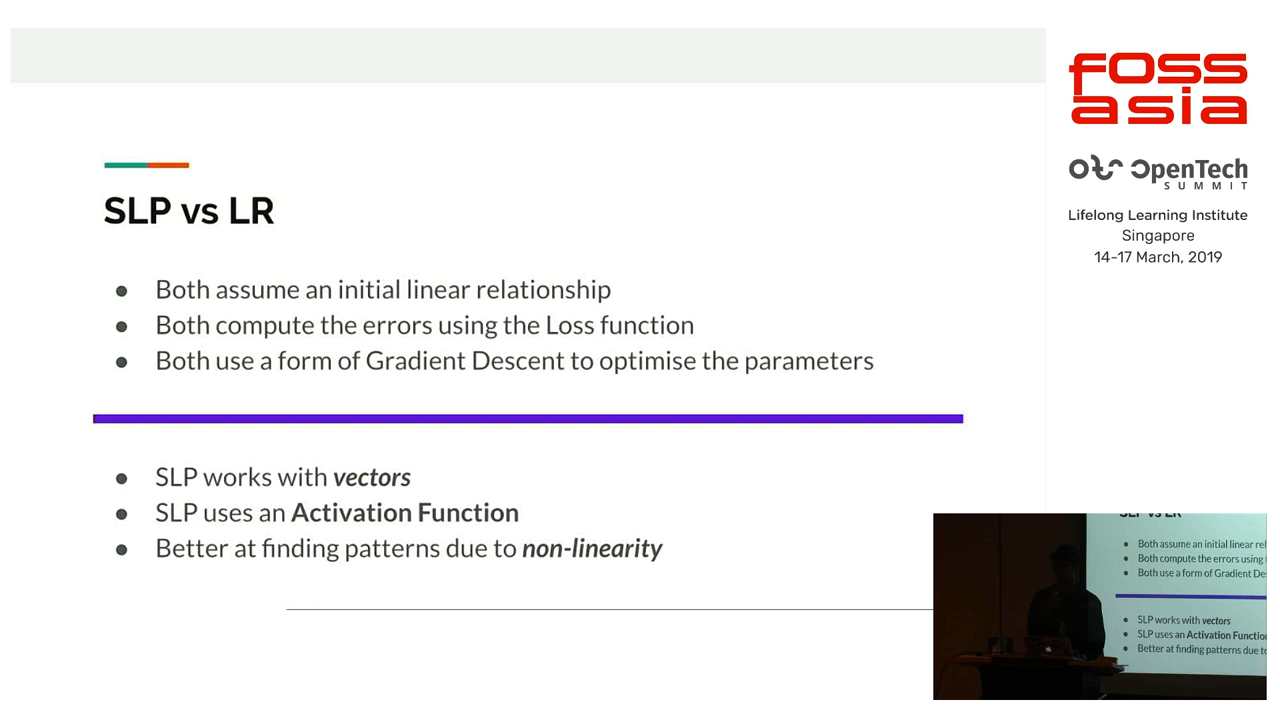 SLP vs LR
● Both assume an initial linear relationship
● Both compute the errors using the Loss function
● Both use a form of Gradient Descent to optimise the parameters
● SLP works with vectors
● SLP uses an Activation Function
● Better at finding patterns due to non-linearity
fOSS
asia
OpenTech
SUMMIT
Lifelong Learning Institute
Singapore
14-17 March, 2019
SLP vs LR
● Both assume an initial linear rel
● Both compute the errors using
● Both use a form of Gradient De
● SLP works with vectors
● SLP uses an Activation Functio
● Better at finding patterns due to